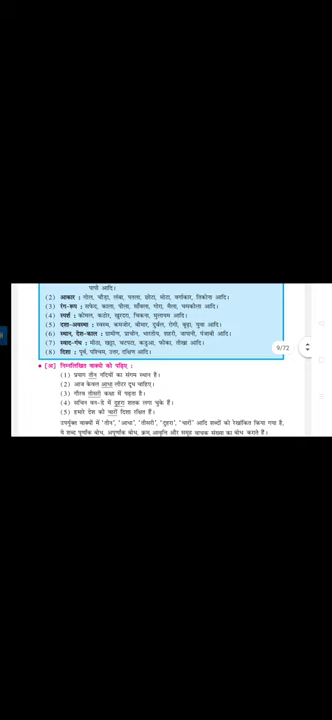 पापी आदि।
(2) आकार : गोल, चौड़ा, लंबा, पतला, छोटा, मोटा, वर्गाकार, तिकोना आदि।
(3) रंग-रूप : सफेद, काला, पीला, साँवला, गोरा, मैला, चमकीला आदि।
(4) स्पर्श : कोमल, कठोर, खुरदरा, चिकना, मुलायम आदि।
(5) दशा-अवस्था : स्वस्थ, कमजोर, बीमार, दुर्बल, रोगी, बूढ़ा, युवा आदि।
(6) स्थान, देश-काल : ग्रामीण, प्राचीन, भारतीय, शहरी, जापानी, पंजाबी आदि।
(7) स्वाद-गंध : मीठा, खट्टा, चटपटा, कडुआ, फीका, तीखा आदि।
(8) दिशा : पूर्व, पश्चिम, उत्तर, दक्षिण आदि।
9/72
• [अ] निम्नलिखित वाक्यों को पढ़िए :
(1) प्रयाग तीन नदियों का संगम स्थान है।
(2) आज केवल आधा लीटर दूध चाहिए।
(3) गौरव तीसरी कक्षा में पढ़ता है।
(4) सचिन वन-डे में दुहरा शतक लगा चुके हैं।
(5) हमारे देश की चारों दिशा रक्षित हैं।
उपर्युक्त वाक्यों में 'तीन', 'आधा', 'तीसरी', 'दुहरा', 'चारों' आदि शब्दों को रेखांकित किया गया है,
ये शब्द पूर्णांक बोध, अपूर्णांक बोध, क्रम, आवृत्ति और समूह वाचक संख्या का बोध कराते हैं।